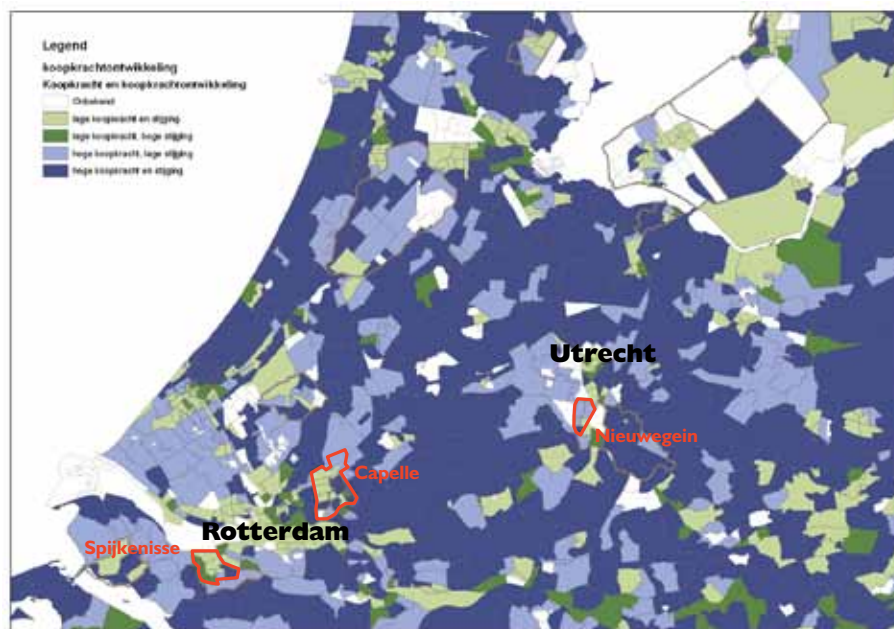 Legend
koopkrachtontwikkeling
Koopkracht en koopkrachtontwikkeling
Onbekend
lage koopkracht en stijging
lage koopkracht, hoge stijging
hoge koopkracht, lage stijging
hoge koopkracht en stijging
Utrecht
Nieuwegein
Capelle
Rotterdam
Spijkenisse